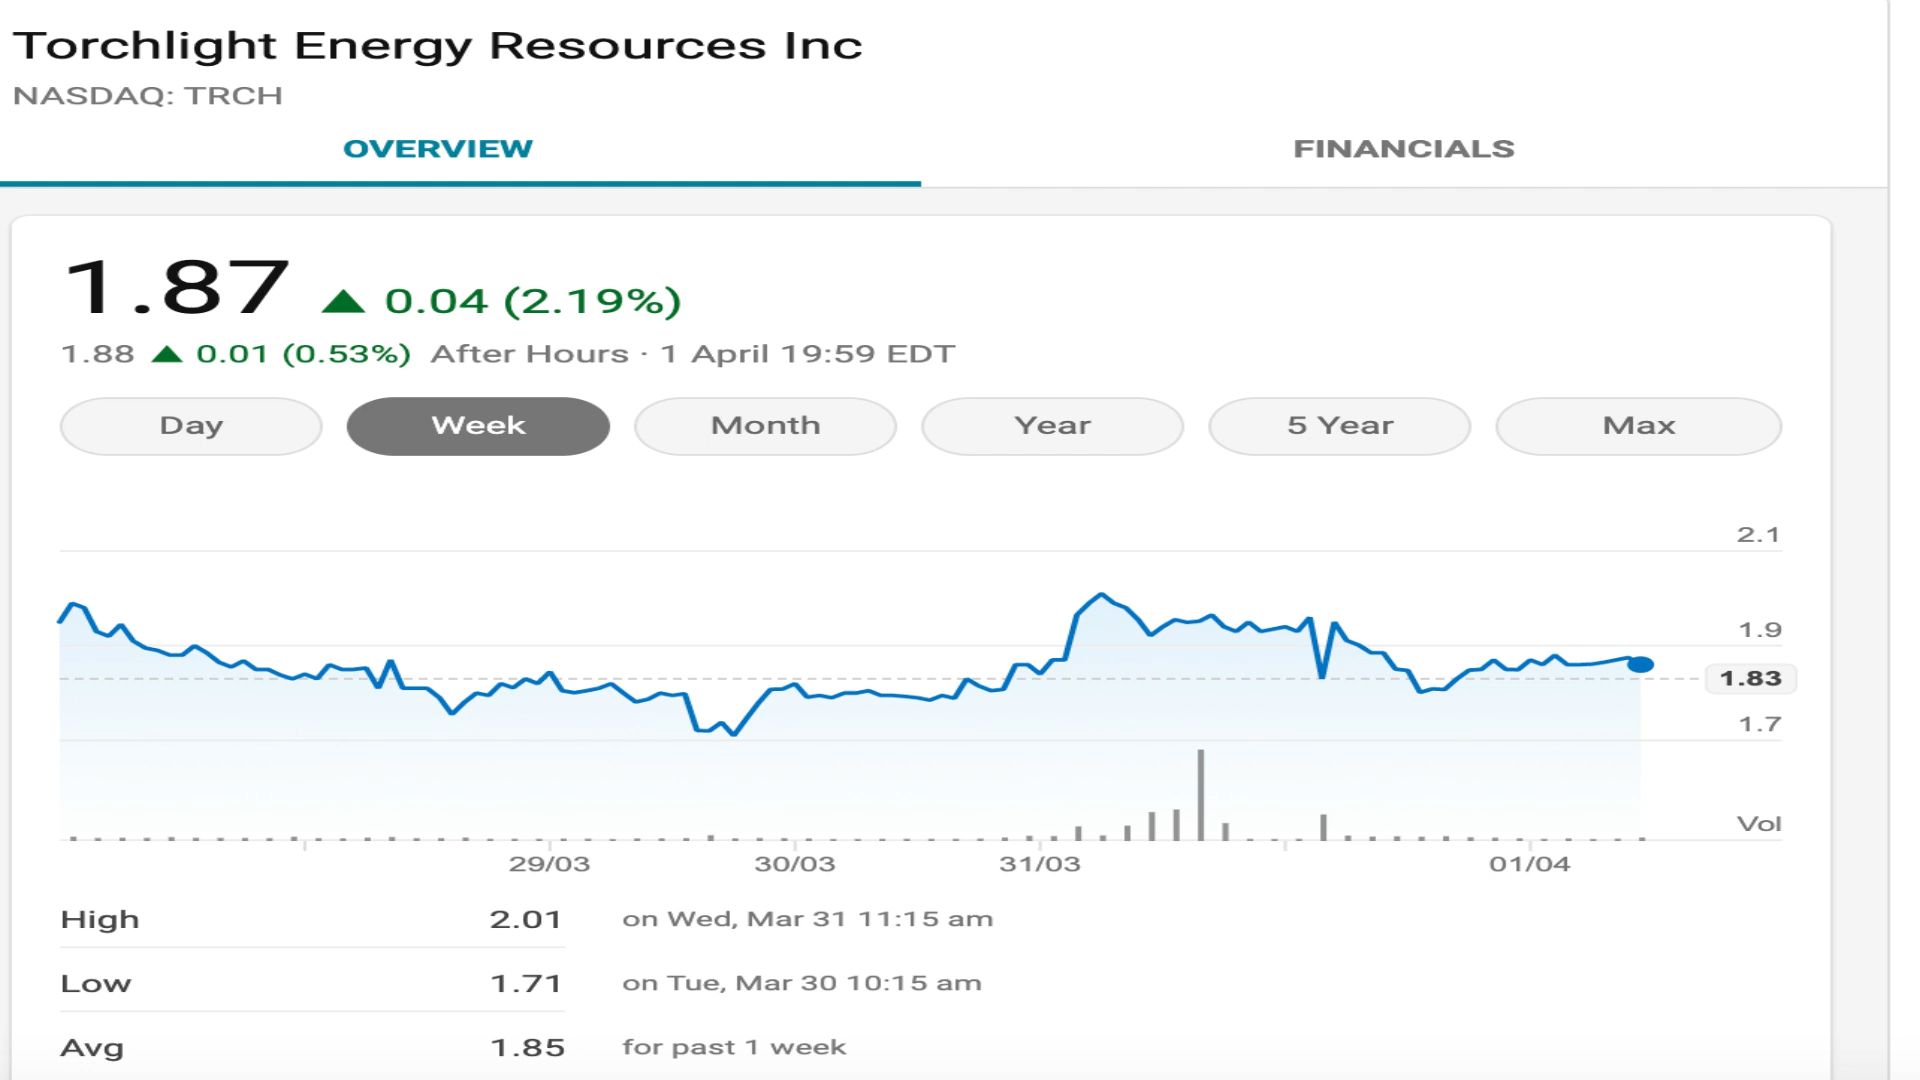 Torchlight Energy Resources Inc
NASDAQ: TRCH
OVERVIEW FINANCIALS
1.87 ▲ 0.04 (2.19%)
1.88 ▲ 0.01 (0.53%) After Hours · 1 April 19:59 EDT
Day Week Month Year 5 Year Max
2.1
1.9
1.83
1.7
Vol
29/03 30/03 31/03 01/04
High 2.01 on Wed, Mar 31 11:15 am
Low 1.71 on Tue, Mar 30 10:15 am
Avg 1.85 for past 1 week